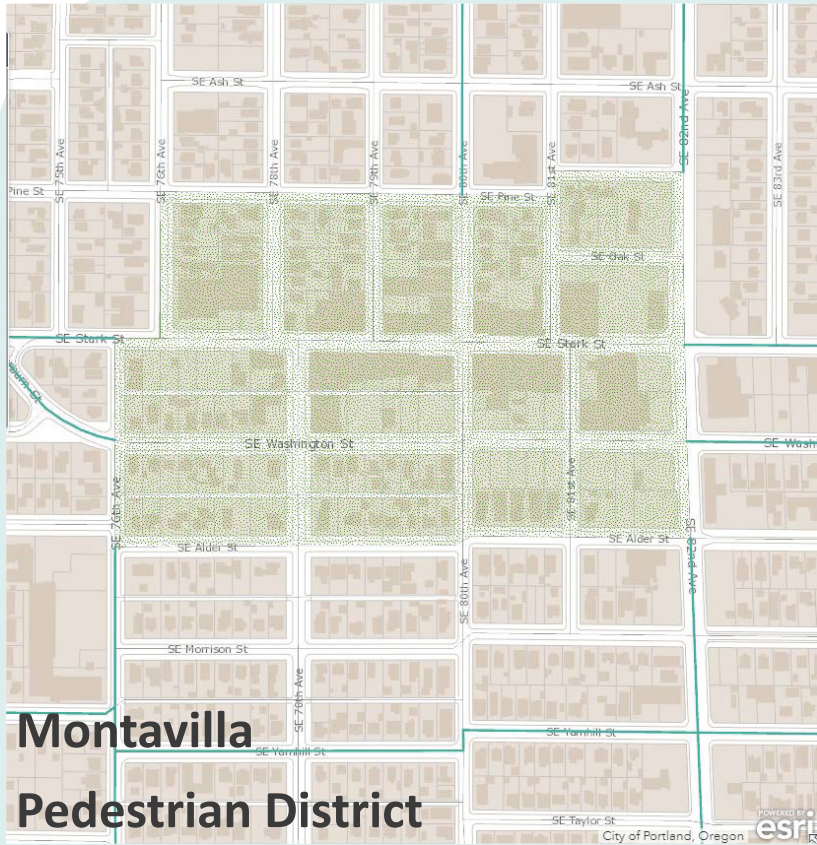 SE Ash St
SE Ash St
SE 82nd Ave
SE 75th Ave
SE 76th Ave
SE 78th Ave
SE 79th Ave
SE 80th Ave
SE 81st Ave
SE 83rd Ave
Pine St
SE Pine St
SE Oak St
SE Stark St
SE Stark St
SE Washington St
SE Wash
SE 76th Ave
SE 81st Ave
SE 82nd Ave
SE Alder St
SE Alder St
SE 80th Ave
SE Morrison St
SE 78th Ave
Montavilla
SE Yamhill St
SE Yamhill St
Pedestrian District
SE Taylor St
City of Portland, Oregon
POWERED BY
esri